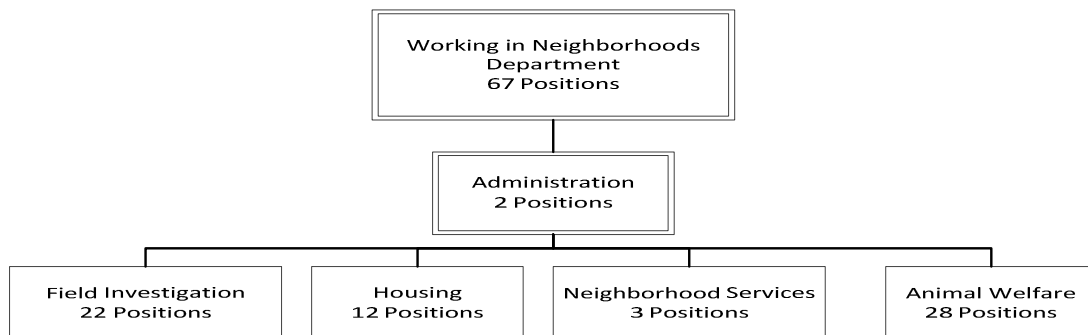 Working in Neighborhoods
Department
67 Positions
Administration
2 Positions
Field Investigation
22 Positions
Housing
12 Positions
Neighborhood Services
3 Positions
Animal Welfare
28 Positions